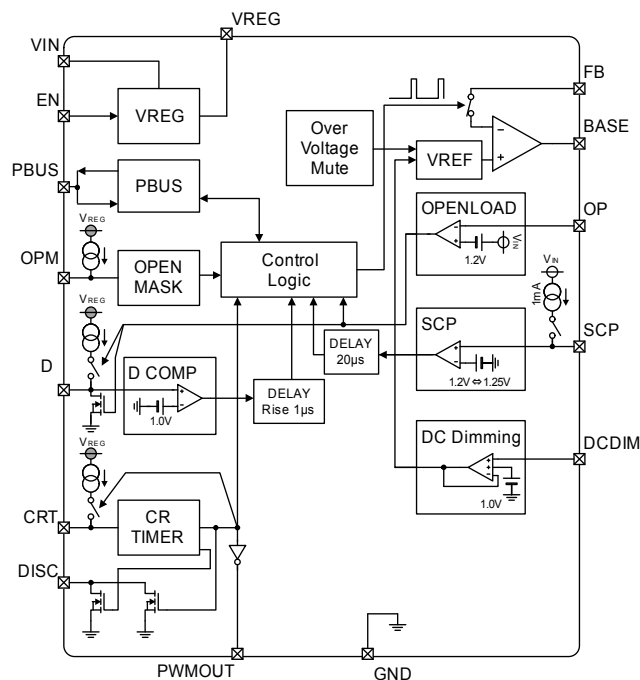 VREG
VIN
FB
EN
VREG
Over
Voltage
Mute
BASE
VREF
PBUS
PBUS
OPENLOAD
OP
VREG
VIN
1.2V
VIN
OPM
OPEN
MASK
Control
Logic
1mA
VREG
DELAY
20μs
SCP
SCP
D
D COMP
1.0V
DELAY
Rise 1μs
1.2V ⇔ 1.25V
VREG
DC Dimming
DCDIM
1.0V
CRT
CR
TIMER
DISC
PWMOUT
GND